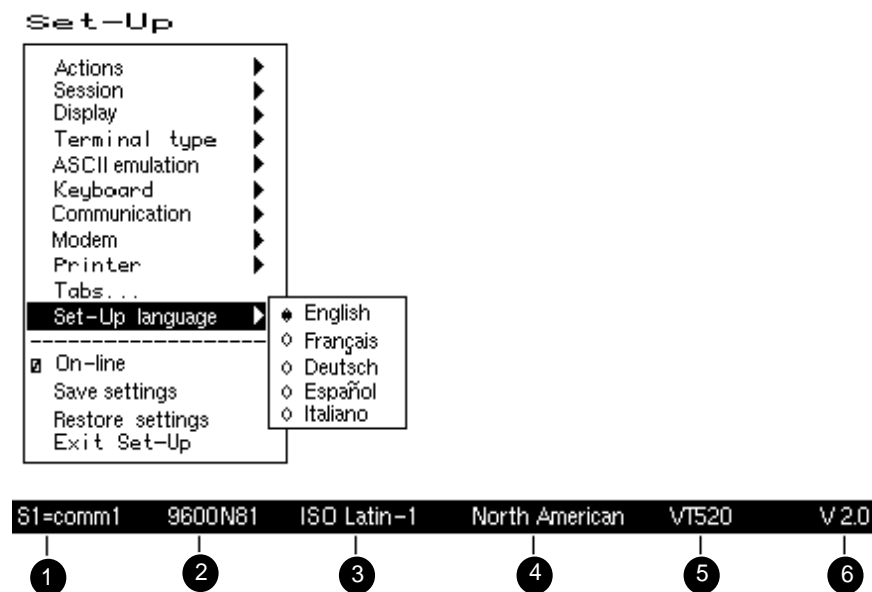 Set-Up
Actions
Session
Display
Terminal type
ASCII emulation
Keyboard
Communication
Modem
Printer
Tabs...
Set-Up language
English
Français
Deutsch
Español
Italiano
On-line
Save settings
Restore settings
Exit Set-Up
S1=comm1 9600N81 ISO Latin-1 North American VT520 V2.0
1 2 3 4 5 6